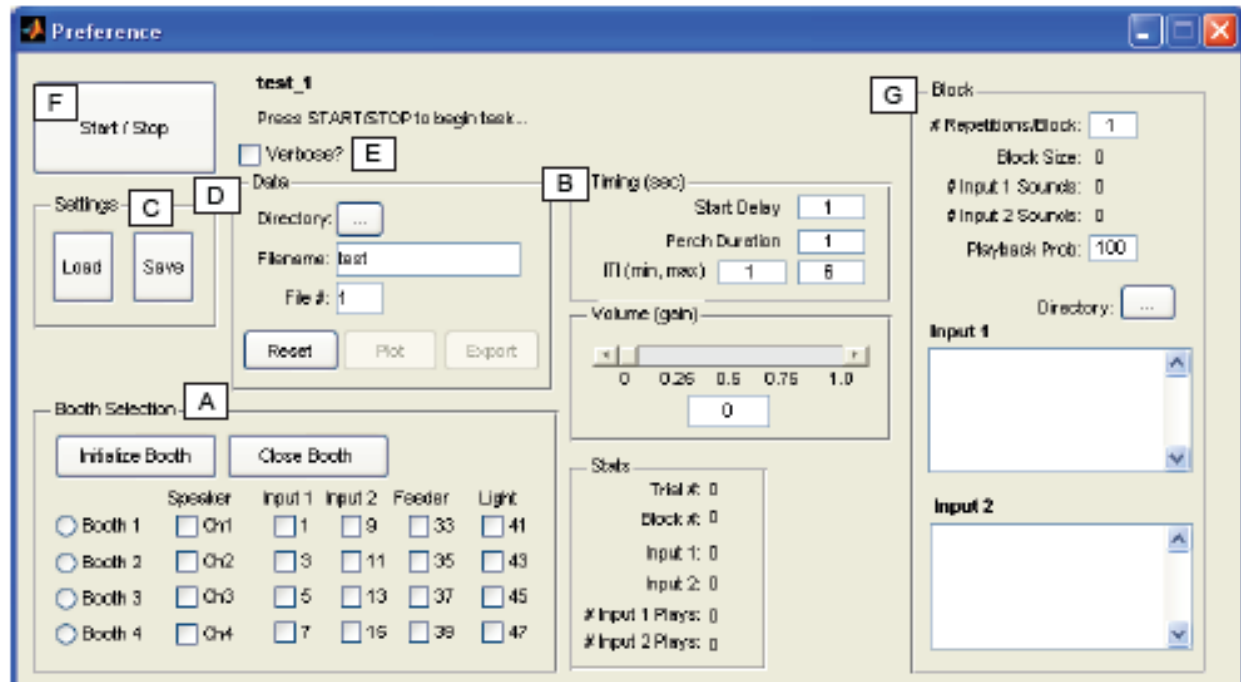 Preference
F
Start / Stop
test_1
Press START/STOP to begin task...
Verbose? E
Settings C
Load Save
D Data
Directory: ...
Filename: test
File #: 1
Reset Plot Export
B Timing (sec)
Start Delay 1
Perch Duration 1
ITI (min, max) 1 6
Volume (gain)
0 0.25 0.5 0.75 1.0
0
Booth Selection A
Initialize Booth Close Booth
Speaker Input 1 Input 2 Feeder Light
Booth 1 Ch1 1 9 33 41
Booth 2 Ch2 3 11 35 43
Booth 3 Ch3 5 13 37 45
Booth 4 Ch4 7 15 39 47
Stats
Trial #: 0
Block #: 0
Input 1: 0
Input 2: 0
# Input 1 Plays: 0
# Input 2 Plays: 0
G Block
# Repetitions/Block: 1
Block Size: 0
# Input 1 Sounds: 0
# Input 2 Sounds: 0
Playback Prob: 100
Directory: ...
Input 1
Input 2